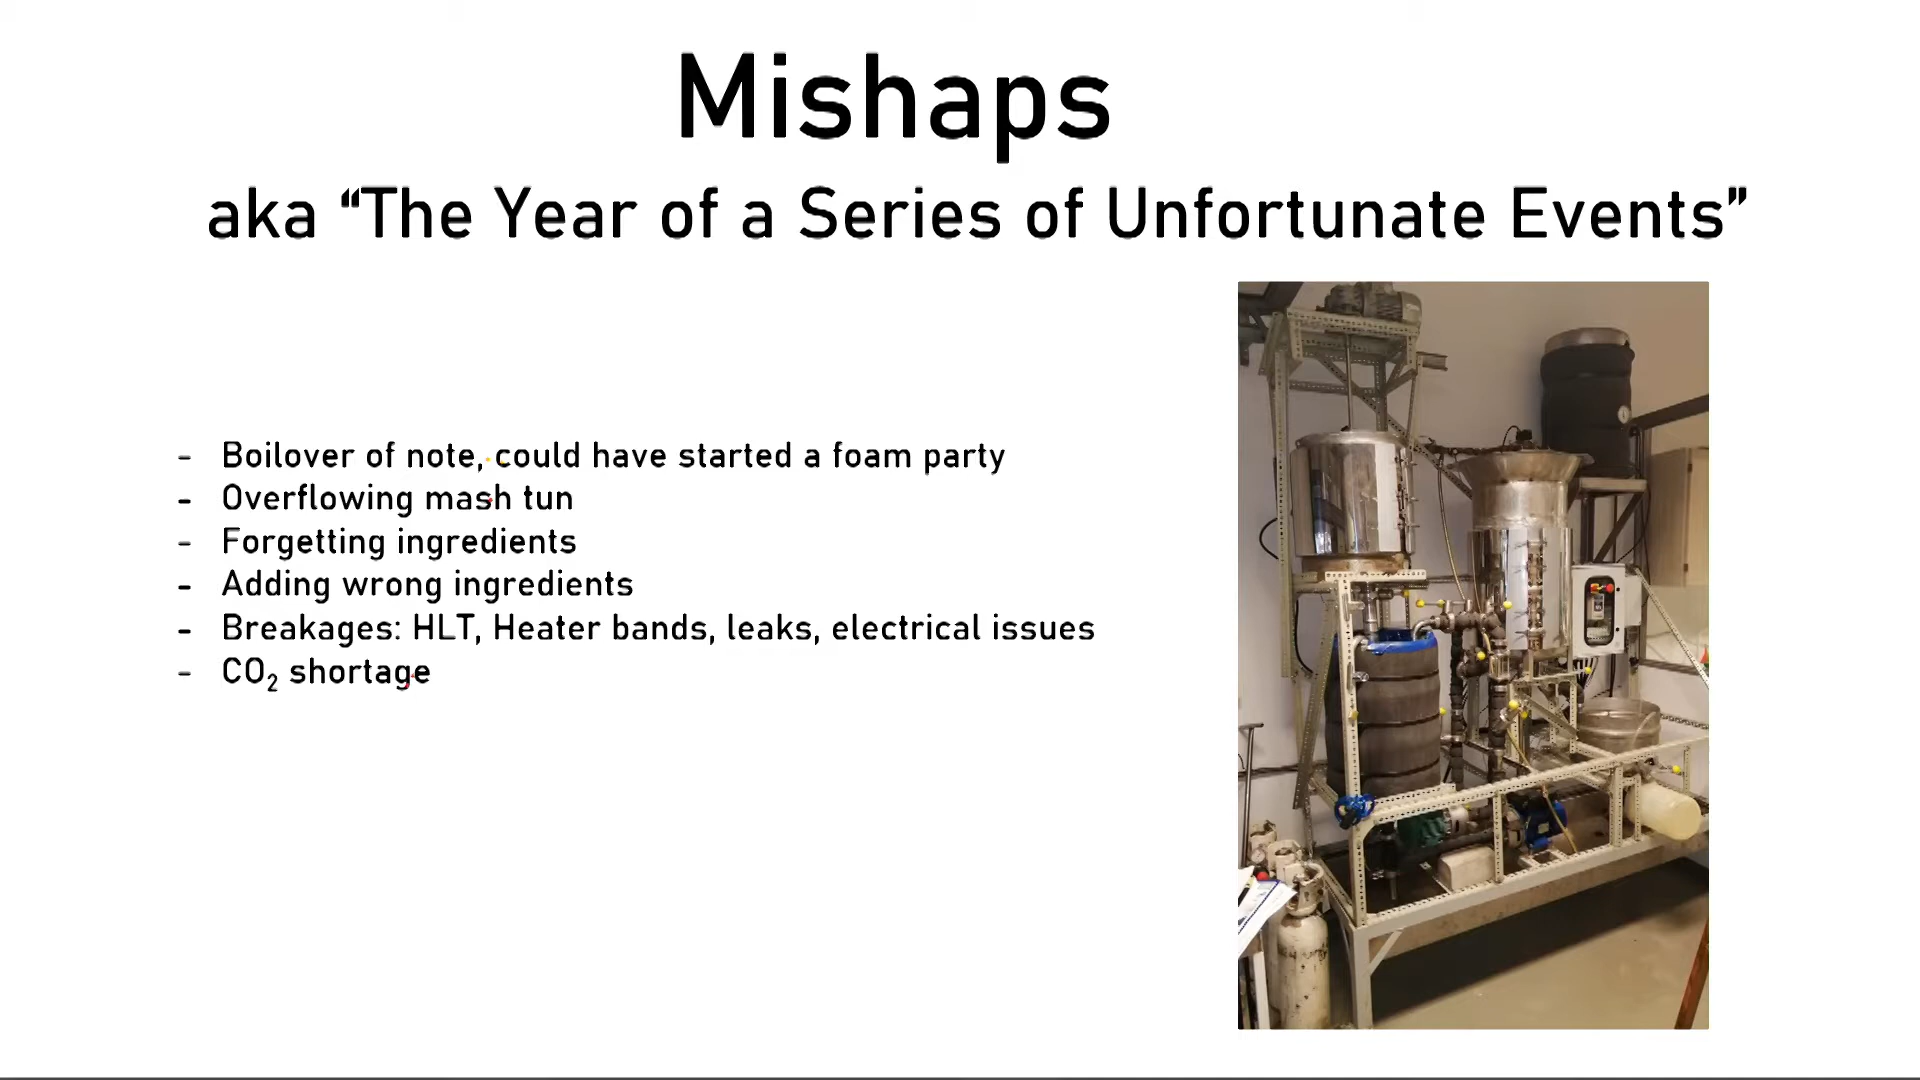 Mishaps
aka “The Year of a Series of Unfortunate Events”
- Boilover of note, could have started a foam party
- Overflowing mash tun
- Forgetting ingredients
- Adding wrong ingredients
- Breakages: HLT, Heater bands, leaks, electrical issues
- CO₂ shortage